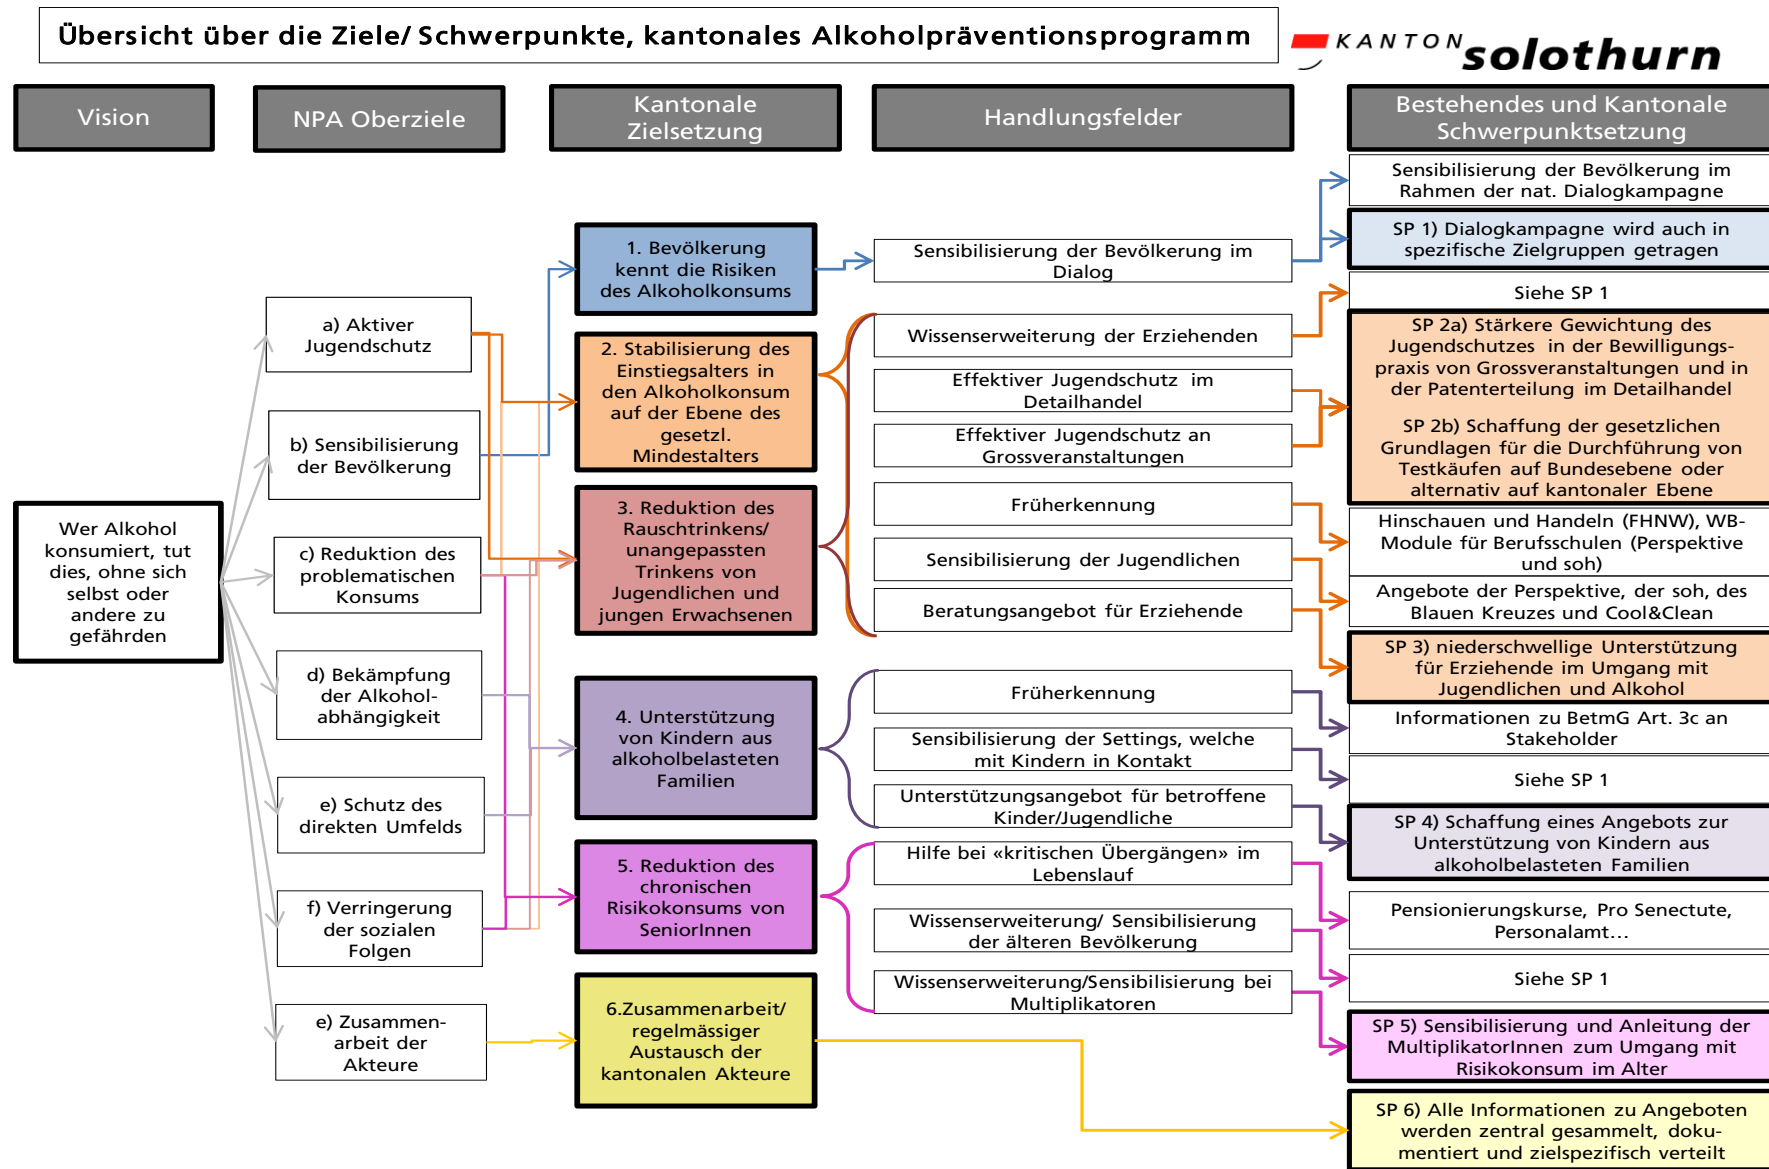 Übersicht über die Ziele/ Schwerpunkte, kantonales Alkoholpräventionsprogramm
KANTON solothurn
Vision
NPA Oberziele
Kantonale
Zielsetzung
Handlungsfelder
Bestehendes und Kantonale
Schwerpunktsetzung
Wer Alkohol
konsumiert, tut
dies, ohne sich
selbst oder
andere zu
gefährden
a) Aktiver
Jugendschutz
b) Sensibilisierung
der Bevölkerung
c) Reduktion des
problematischen
Konsums
d) Bekämpfung
der Alkohol-
abhängigkeit
e) Schutz des
direkten Umfelds
f) Verringerung
der sozialen
Folgen
e) Zusammen-
arbeit der
Akteure
1. Bevölkerung
kennt die Risiken
des Alkoholkonsums
2. Stabilisierung des
Einstiegsalters in
den Alkoholkonsum
auf der Ebene des
gesetzl.
Mindestalters
3. Reduktion des
Rauschtrinkens/
unangepassten
Trinkens von
Jugendlichen und
jungen Erwachsenen
4. Unterstützung
von Kindern aus
alkoholbelasteten
Familien
5. Reduktion des
chronischen
Risikokonsums von
SeniorInnen
6.Zusammenarbeit/
regelmässiger
Austausch der
kantonalen Akteure
Sensibilisierung der Bevölkerung im
Dialog
Wissenserweiterung der Erziehenden
Effektiver Jugendschutz im
Detailhandel
Effektiver Jugendschutz an
Grossveranstaltungen
Früherkennung
Sensibilisierung der Jugendlichen
Beratungsangebot für Erziehende
Früherkennung
Sensibilisierung der Settings, welche
mit Kindern in Kontakt
Unterstützungsangebot für betroffene
Kinder/Jugendliche
Hilfe bei «kritischen Übergängen» im
Lebenslauf
Wissenserweiterung/ Sensibilisierung
der älteren Bevölkerung
Wissenserweiterung/Sensibilisierung bei
Multiplikatoren
Sensibilisierung der Bevölkerung im
Rahmen der nat. Dialogkampagne
SP 1) Dialogkampagne wird auch in
spezifische Zielgruppen getragen
Siehe SP 1
SP 2a) Stärkere Gewichtung des
Jugendschutzes in der Bewilligungs-
praxis von Grossveranstaltungen und in
der Patenterteilung im Detailhandel
SP 2b) Schaffung der gesetzlichen
Grundlagen für die Durchführung von
Testkäufen auf Bundesebene oder
alternativ auf kantonaler Ebene
Hinschauen und Handeln (FHNW), WB-
Module für Berufsschulen (Perspektive
und soh)
Angebote der Perspektive, der soh, des
Blauen Kreuzes und Cool&Clean
SP 3) niederschwellige Unterstützung
für Erziehende im Umgang mit
Jugendlichen und Alkohol
Informationen zu BetmG Art. 3c an
Stakeholder
Siehe SP 1
SP 4) Schaffung eines Angebots zur
Unterstützung von Kindern aus
alkoholbelasteten Familien
Pensionierungskurse, Pro Senectute,
Personalamt...
Siehe SP 1
SP 5) Sensibilisierung und Anleitung der
MultiplikatorInnen zum Umgang mit
Risikokonsum im Alter
SP 6) Alle Informationen zu Angeboten
werden zentral gesammelt, doku-
mentiert und zielspezifisch verteilt